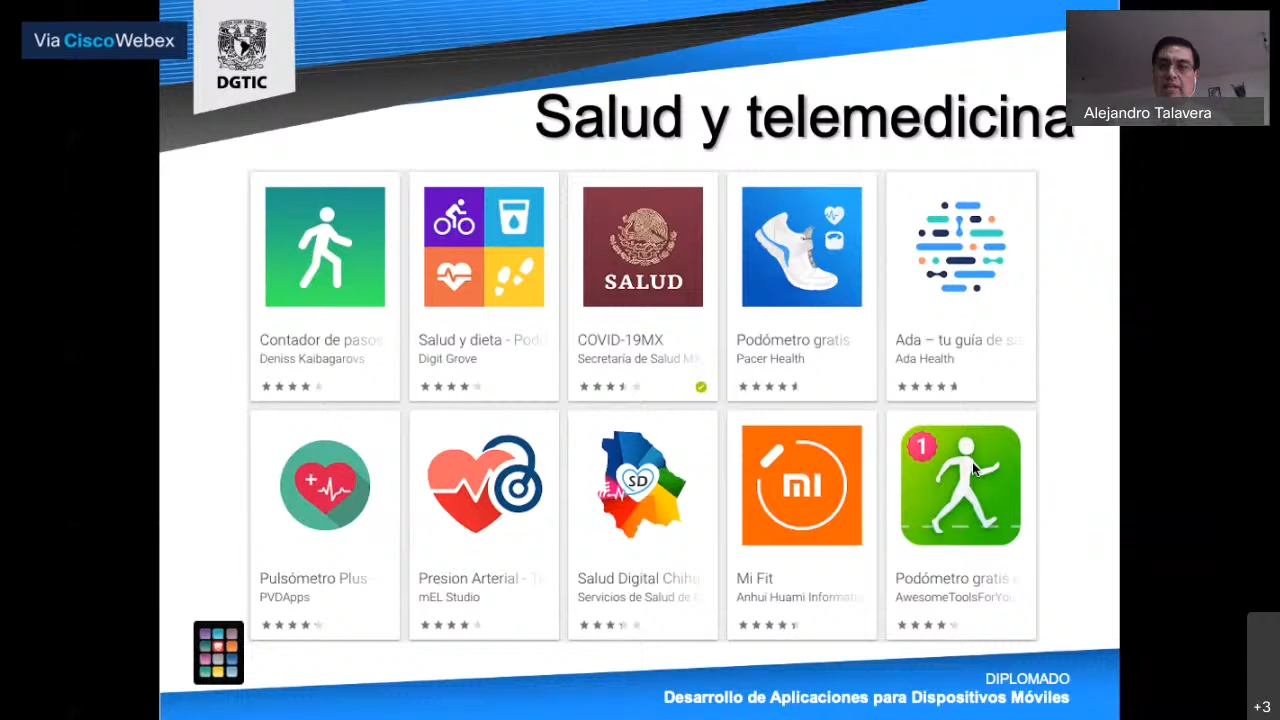 Via CiscoWebex
DGTIC
Alejandro Talavera
Salud y telemedicina
SALUD
Contador de pasos
Deniss Kaibagarovs
Salud y dieta - Pod
Digit Grove
COVID-19MX
Secretaría de Salud M
Podómetro gratis
Pacer Health
Ada – tu guía de sa
Ada Health
SD
mi
1
Pulsómetro Plus -
PVDApps
Presion Arterial - T
mEL Studio
Salud Digital Chihu
Servicios de Salud de
Mi Fit
Anhui Huami Informat
Podómetro gratis
AwesomeToolsForYou
DIPLOMADO
Desarrollo de Aplicaciones para Dispositivos Móviles
+3